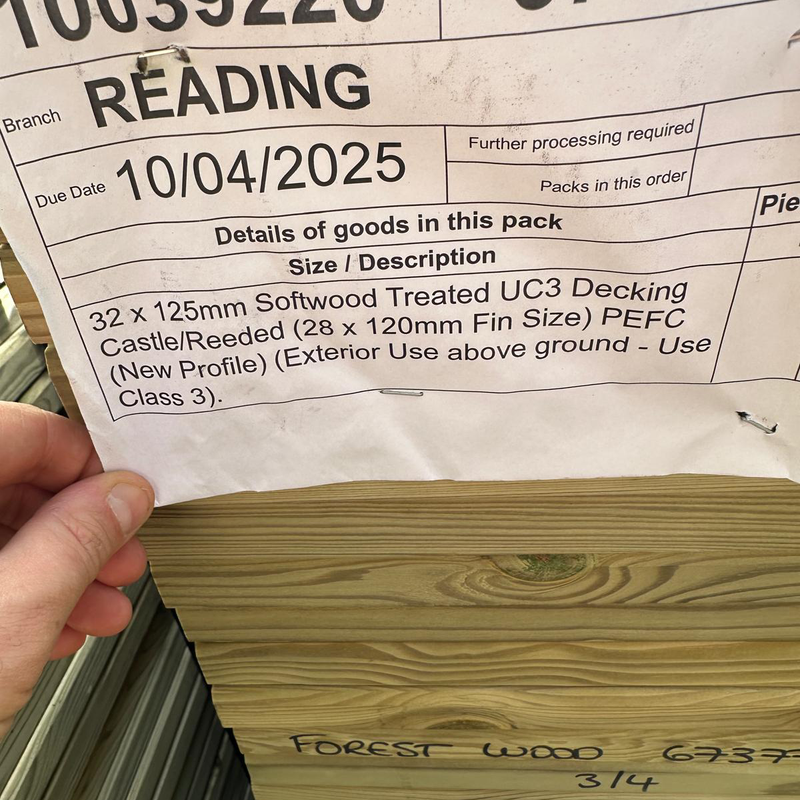 10039220
Branch READING
Due Date 10/04/2025
Further processing required
Packs in this order
Details of goods in this pack
Size / Description
32 x 125mm Softwood Treated UC3 Decking
Castle/Reeded (28 x 120mm Fin Size) PEFC
(New Profile) (Exterior Use above ground - Use
Class 3).
FOREST WOOD 67377
3/4